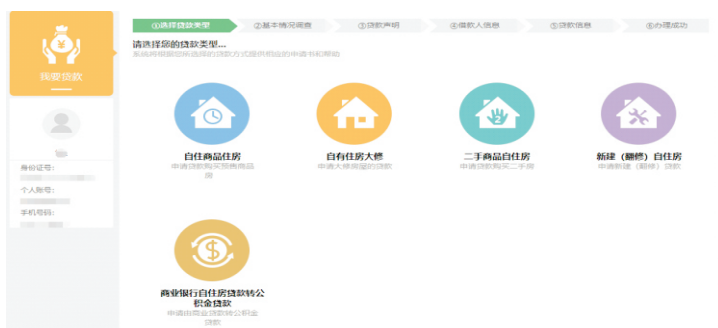 ①选择贷款类型 ②基本情况调查 ③贷款声明 ④借款人信息 ⑤贷款信息 ⑥办理成功
我要贷款
请选择您的贷款类型...
系统将根据您所选择的贷款方式提供相应的申请书和帮助
自住商品住房
申请贷款购买预售商品
房
自有住房大修
申请大修房屋的贷款
二手商品自住房
申请贷款购买二手房
新建（翻修）自住房
申请新建（翻修）贷款
身份证号:
个人账号:
手机号码:
商业银行自住房贷款转公
积金贷款
申请由商业贷款转公积金
贷款